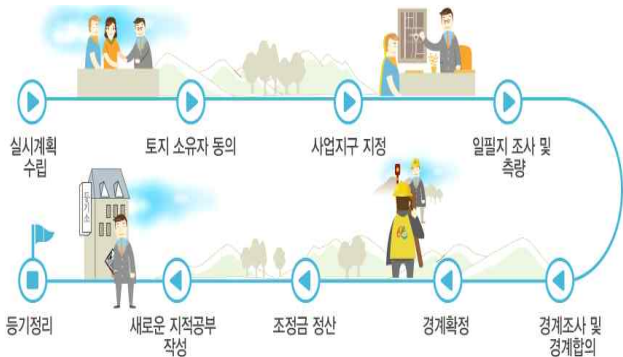 실시계획
수립
토지 소유자 동의
사업지구 지정
일필지 조사 및
측량
등기소
등기정리
새로운 지적공부
작성
조정금 정산
경계확정
경계조사 및
경계합의